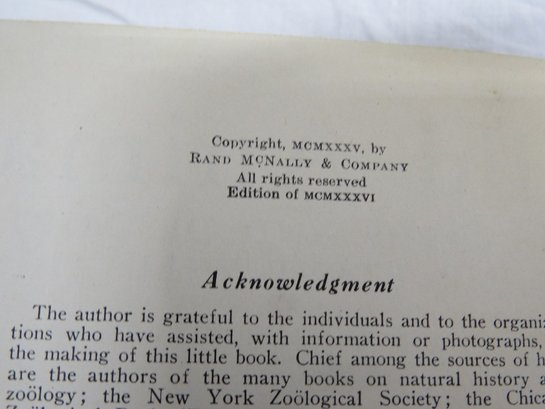 Copyright, MCMXXXV, by
RAND MCNALLY & COMPANY
All rights reserved
Edition of MCMXXXVI
Acknowledgment
The author is grateful to the individuals and to the
tions who have assisted, with information or photographs,
the making of this little book. Chief among the sources of
are the authors of the many books on natural history
zoölogy; the New York Zoölogical Society; the